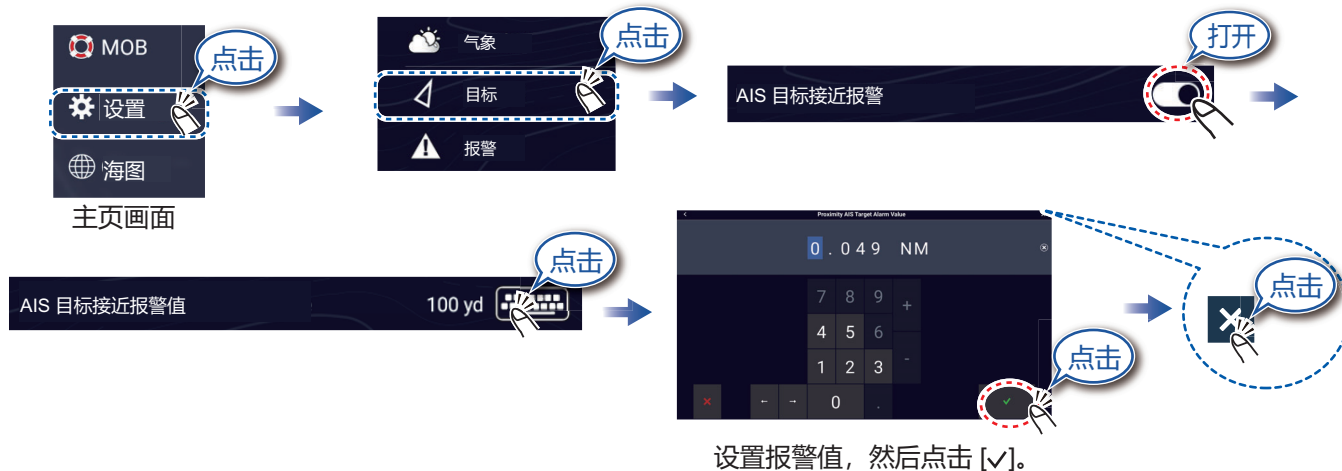 MOB
点击
设置
海图
主页画面
气象
点击
目标
报警
打开
AIS 目标接近报警
AIS 目标接近报警值
100 yd
点击
Proximity AIS Target Alarm Value
0.049 NM
7 8 9 +
4 5 6
1 2 3 -
← → 0 .
点击
点击
设置报警值，然后点击 [✓]。